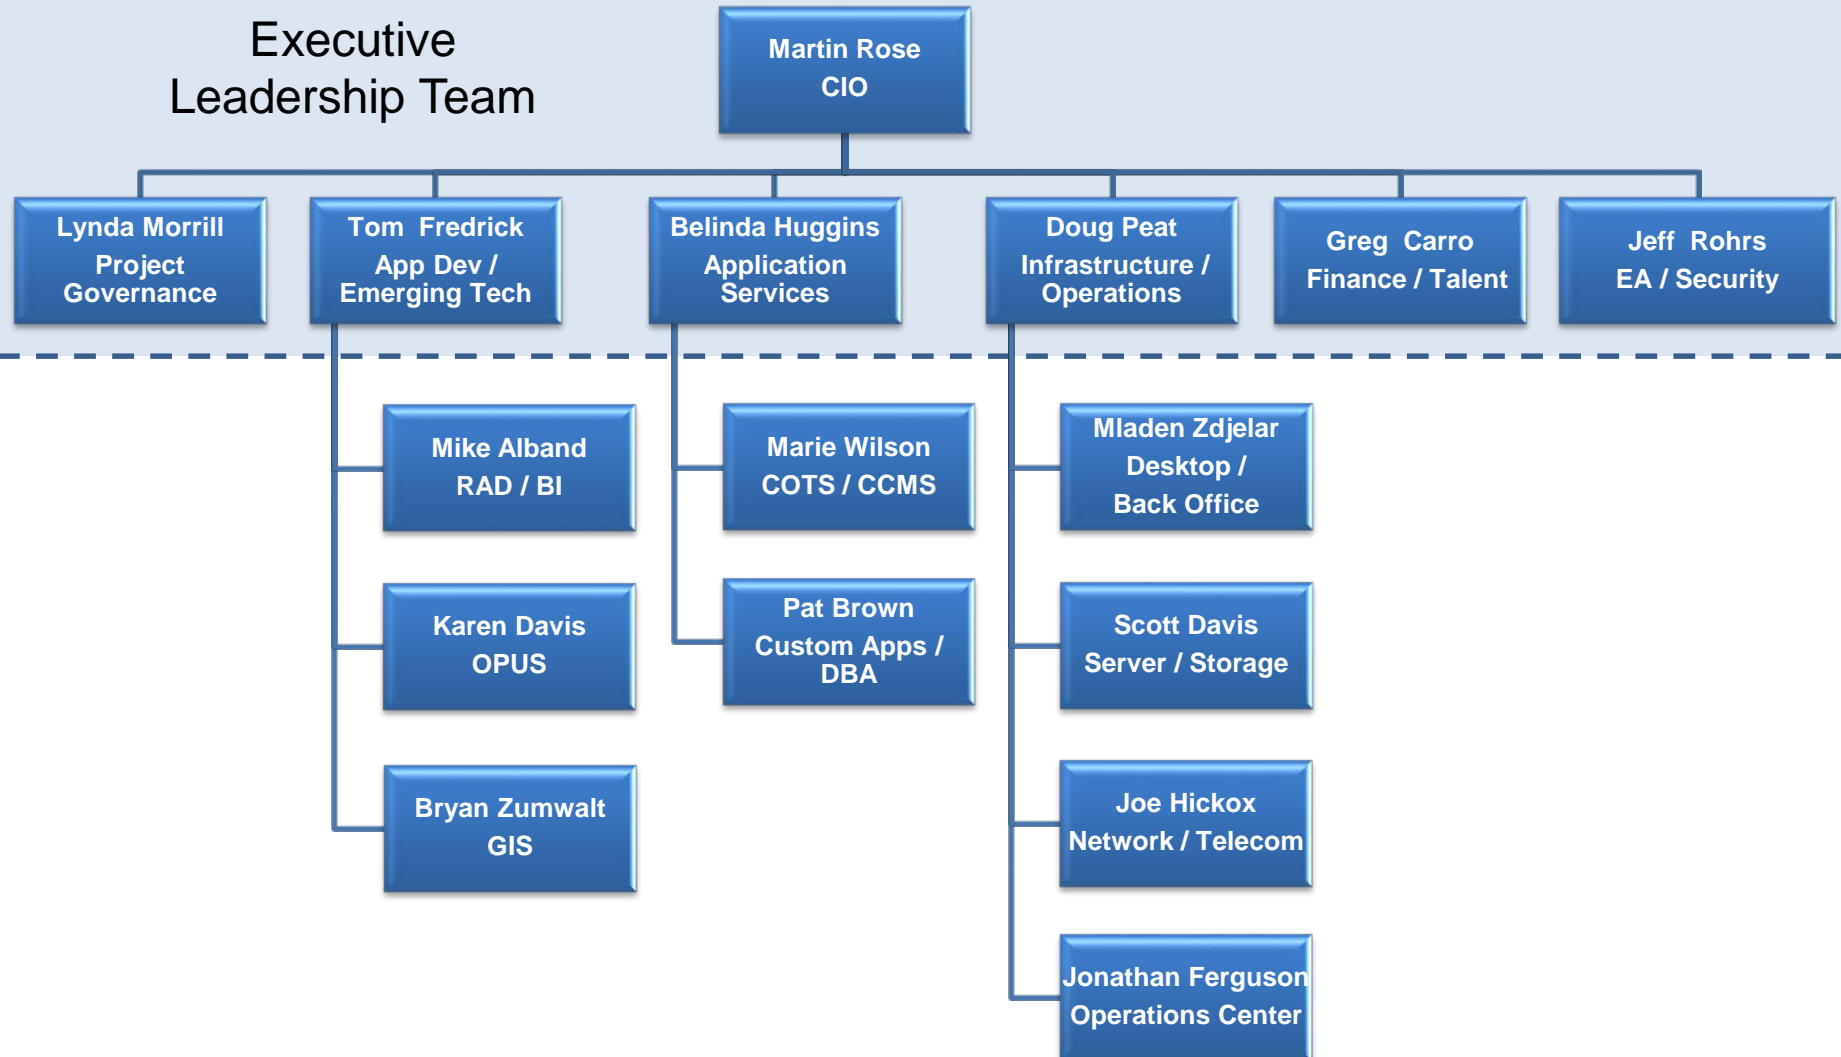 Executive
Leadership Team
Martin Rose
CIO
Lynda Morrill
Project
Governance
Tom Fredrick
App Dev /
Emerging Tech
Belinda Huggins
Application
Services
Doug Peat
Infrastructure /
Operations
Greg Carro
Finance / Talent
Jeff Rohrs
EA / Security
Mike Alband
RAD / BI
Karen Davis
OPUS
Bryan Zumwalt
GIS
Marie Wilson
COTS / CCMS
Pat Brown
Custom Apps /
DBA
Mladen Zdjelar
Desktop /
Back Office
Scott Davis
Server / Storage
Joe Hickox
Network / Telecom
Jonathan Ferguson
Operations Center